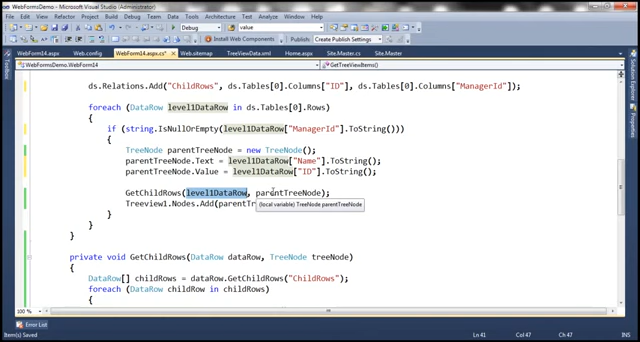 WebFormsDemo - Microsoft Visual Studio (Administrator)
File Edit View Refactor Project Build Debug Team Data Tools Architecture Test Analyze Window Help
Debug
value
Install Web Components
Create Publish Settings
WebForm14.aspx
Web.config
WebForm14.aspx.cs*
Web.sitemap
TreeViewData.xml
Home.aspx
Site.Master.cs
Site.Master
WebFormsDemo.WebForm14
GetTreeViewItems()
ds.Relations.Add("ChildRows", ds.Tables[0].Columns["ID"], ds.Tables[0].Columns["ManagerId"]);
foreach (DataRow level1DataRow in ds.Tables[0].Rows)
{
if (string.IsNullOrEmpty(level1DataRow["ManagerId"].ToString()))
{
TreeNode parentTreeNode = new TreeNode();
parentTreeNode.Text = level1DataRow["Name"].ToString();
parentTreeNode.Value = level1DataRow["ID"].ToString();
GetChildRows(level1DataRow, parentTreeNode);
Treeview1.Nodes.Add(parentTr
(local variable) TreeNode parentTreeNode
}
}
}
private void GetChildRows(DataRow dataRow, TreeNode treeNode)
{
DataRow[] childRows = dataRow.GetChildRows("ChildRows");
foreach (DataRow childRow in childRows)
{
100 %
Error List
Item(s) Saved
Ln 41
Col 47
Ch 47
INS
Toolbox
Solution Explorer
Properties